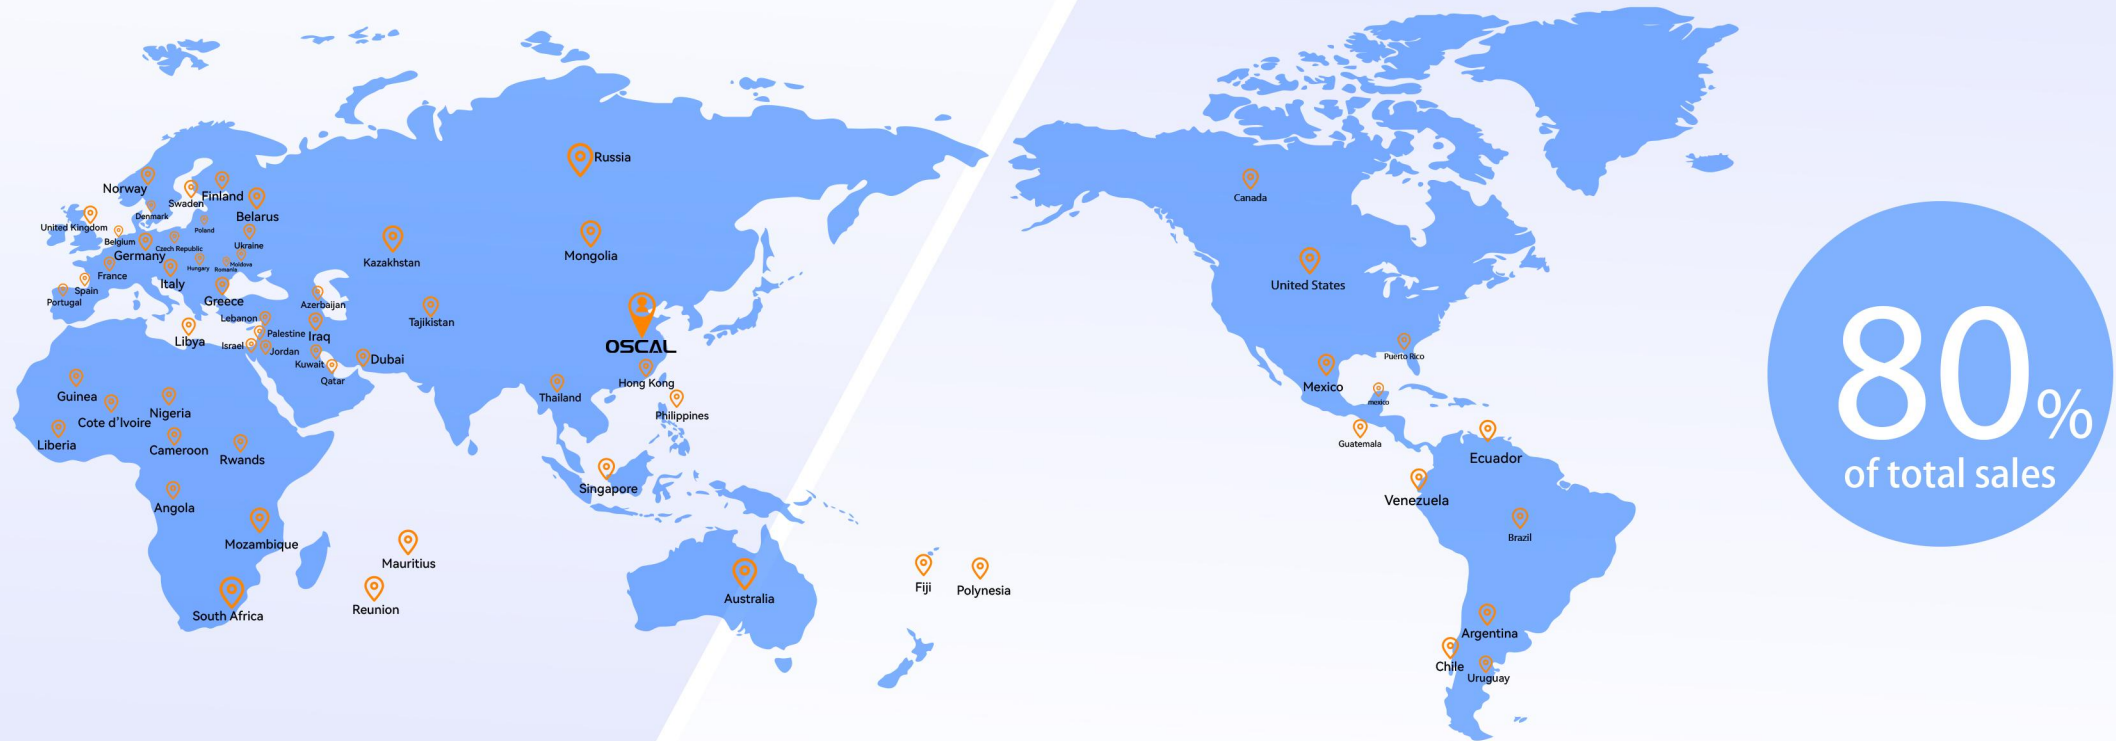 Russia
Norway
Finland
Swaden
Belarus
Denmark
United Kingdom
Poland
Belgium
Ukraine
Czech Republic
Germany
Moldova
Hungary
Romania
France
Italy
Spain
Greece
Portugal
Kazakhstan
Mongolia
Azerbaijan
Tajikistan
Lebanon
Palestine
Iraq
Libya
Israel
Jordan
Kuwait
Dubai
Qatar
OSCAL
Hong Kong
Thailand
Philippines
Singapore
Guinea
Cote d'Ivoire
Nigeria
Liberia
Cameroon
Rwands
Angola
Mozambique
South Africa
Mauritius
Reunion
Australia
Fiji
Polynesia
Canada
United States
Puerto Rico
Mexico
mexico
Guatemala
Ecuador
Venezuela
Brazil
Argentina
Chile
Uruguay
80%
of total sales